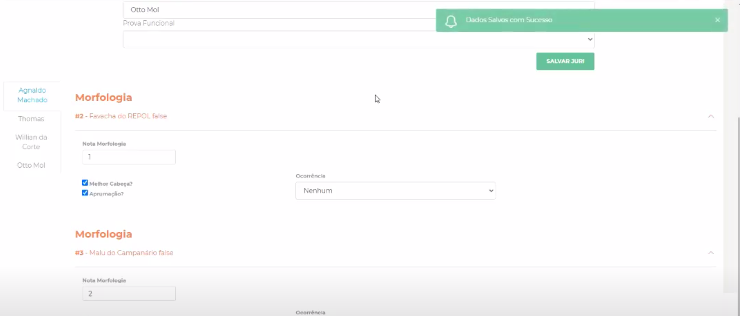 Otto Mol
Prova Funcional
Dados Salvos com Sucesso
×
SALVAR JURI
Agnaldo
Machado
Thomas
Willian da
Corte
Otto Mol
Morfologia
#2 - Favacha do REPOL false
Nota Morfologia
1
Melhor Cabeça?
Aprumação?
Ocorrência
Nenhum
Morfologia
#3 - Malu do Campanário false
Nota Morfologia
2
Ocorrência